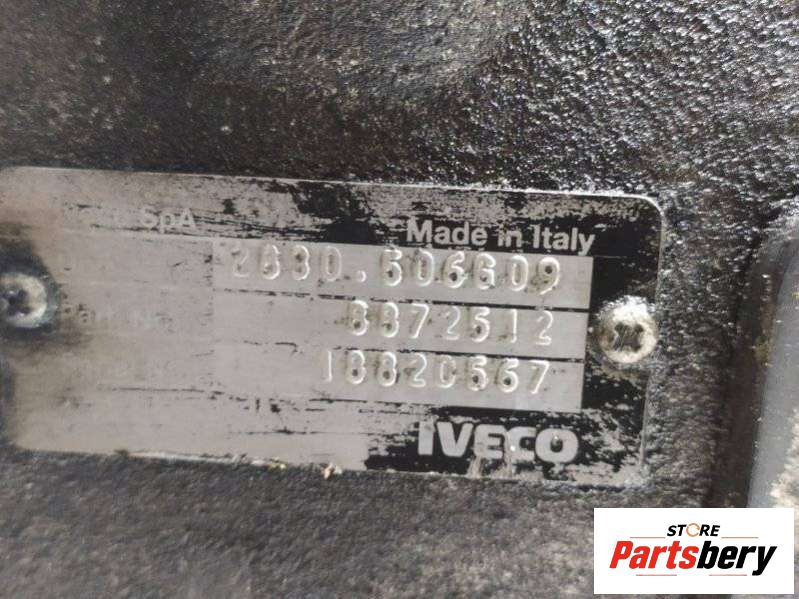 SpA
Made in Italy
2830.606609
8872512
18820567
IVECO
STORE
Partsbery